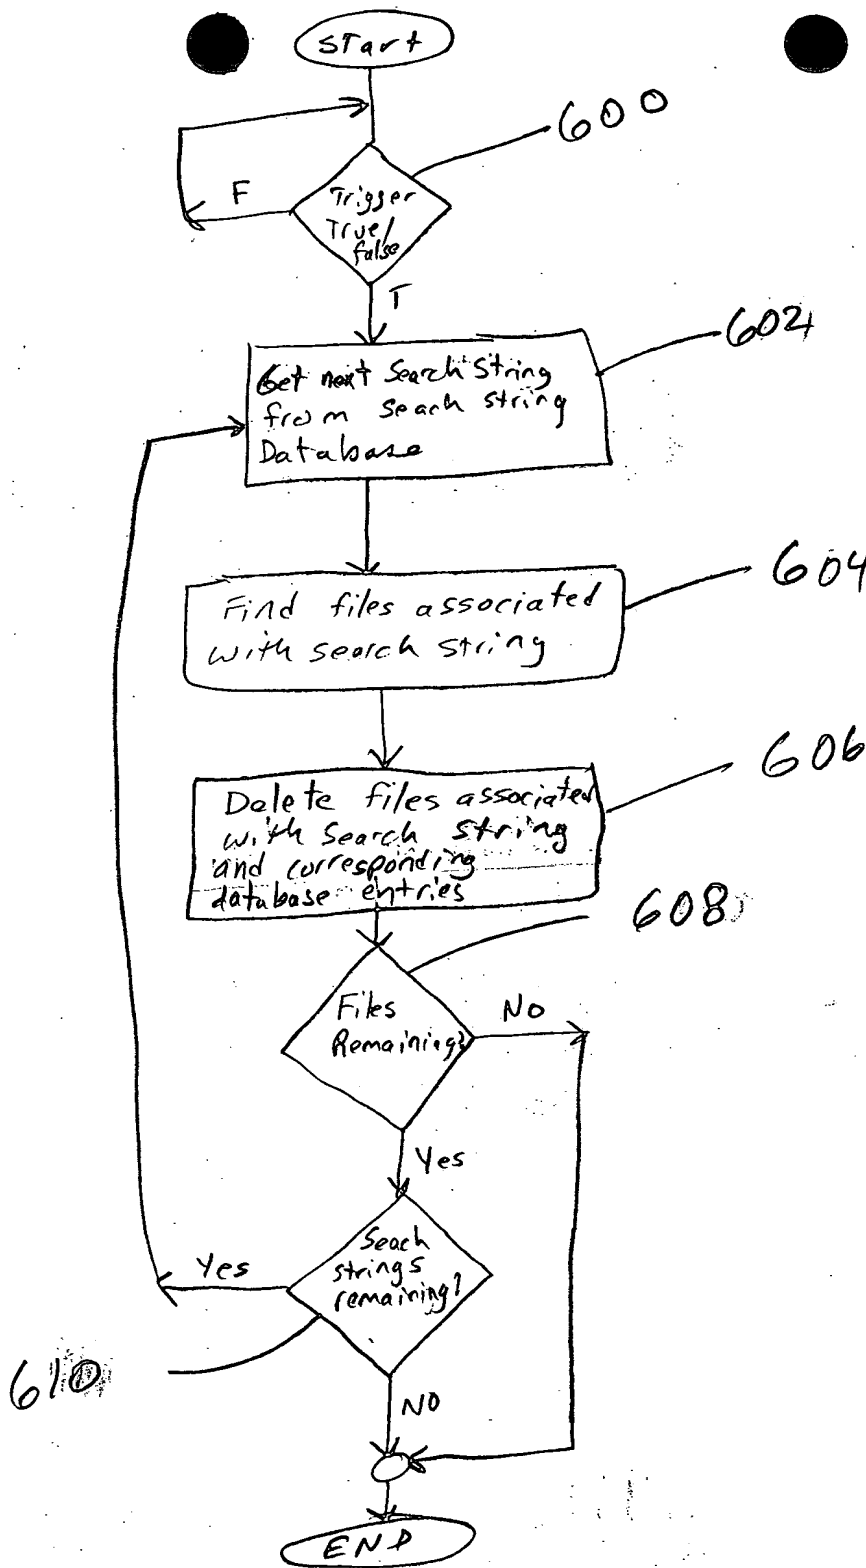 START
600
F
Trigger
True/
false
T
602
Get next Search String
from seach string
Database
604
Find files associated
with search string
606
Delete files associated
with search string
and corresponding
database entries
608
Files
Remaining?
No
Yes
Seach
strings
remaining?
Yes
610
NO
END